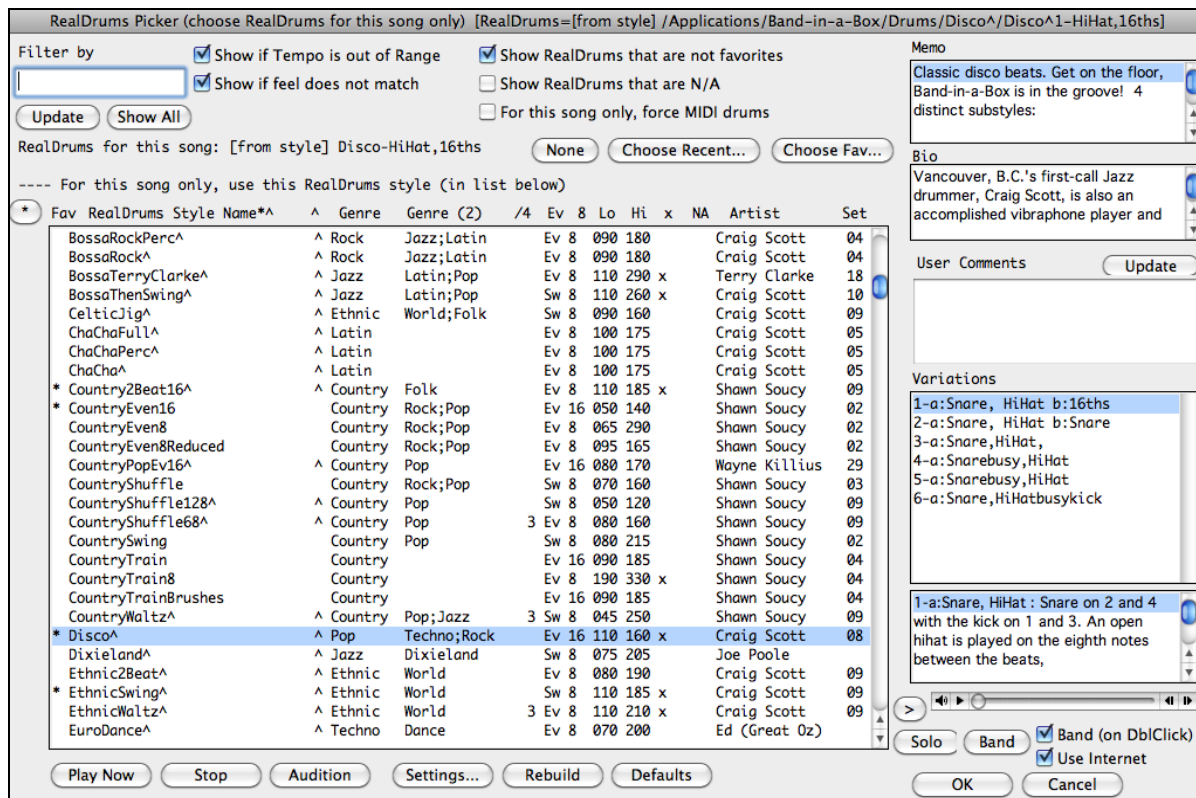 RealDrums Picker (choose RealDrums for this song only) [RealDrums=[from style] /Applications/Band-in-a-Box/Drums/Disco^/Disco^1-HiHat,16ths]
Filter by
Show if Tempo is out of Range
Show if feel does not match
Show RealDrums that are not favorites
Show RealDrums that are N/A
For this song only, force MIDI drums
Update Show All
RealDrums for this song: [from style] Disco-HiHat,16ths
None Choose Recent... Choose Fav...
---- For this song only, use this RealDrums style (in list below)
* Fav RealDrums Style Name*^ ^ Genre Genre (2) /4 Ev 8 Lo Hi x NA Artist Set
BossaRockPerc^ ^ Rock Jazz;Latin Ev 8 090 180 Craig Scott 04
BossaRock^ ^ Rock Jazz;Latin Ev 8 090 180 Craig Scott 04
BossaTerryClarke^ ^ Jazz Latin;Pop Ev 8 110 290 x Terry Clarke 18
BossaThenSwing^ ^ Jazz Latin;Pop Sw 8 110 260 x Craig Scott 10
CelticJig^ ^ Ethnic World;Folk Sw 8 090 160 Craig Scott 09
ChaChaFull^ ^ Latin Ev 8 100 175 Craig Scott 05
ChaChaPerc^ ^ Latin Ev 8 100 175 Craig Scott 05
ChaCha^ ^ Latin Ev 8 100 175 Craig Scott 05
* Country2Beat16^ ^ Country Folk Ev 8 110 185 x Shawn Soucy 09
* CountryEven16 Country Rock;Pop Ev 16 050 140 Shawn Soucy 02
CountryEven8 Country Rock;Pop Ev 8 065 290 Shawn Soucy 02
CountryEven8Reduced Country Rock;Pop Ev 8 095 165 Shawn Soucy 02
CountryPopEv16^ ^ Country Pop Ev 16 080 170 Wayne Killius 29
CountryShuffle Country Rock;Pop Sw 8 070 160 Shawn Soucy 03
CountryShuffle128^ ^ Country Pop Sw 8 050 120 Shawn Soucy 09
CountryShuffle68^ ^ Country Pop 3 Ev 8 080 160 Shawn Soucy 09
CountrySwing Country Pop Sw 8 080 215 Shawn Soucy 02
CountryTrain Country Ev 16 090 185 Shawn Soucy 04
CountryTrain8 Country Ev 8 190 330 x Shawn Soucy 04
CountryTrainBrushes Country Ev 16 090 185 Shawn Soucy 04
CountryWaltz^ ^ Country Pop;Jazz 3 Sw 8 045 250 Shawn Soucy 09
* Disco^ ^ Pop Techno;Rock Ev 16 110 160 x Craig Scott 08
Dixieland^ ^ Jazz Dixieland Sw 8 075 205 Joe Poole
Ethnic2Beat^ ^ Ethnic World Ev 8 080 190 Craig Scott 09
* EthnicSwing^ ^ Ethnic World Sw 8 110 185 x Craig Scott 09
EthnicWaltz^ ^ Ethnic World 3 Ev 8 110 210 x Craig Scott 09
EuroDance^ ^ Techno Dance Ev 8 070 200 Ed (Great Oz)
Play Now Stop Audition Settings... Rebuild Defaults
Memo
Classic disco beats. Get on the floor,
Band-in-a-Box is in the groove! 4
distinct substyles:
Bio
Vancouver, B.C.'s first-call Jazz
drummer, Craig Scott, is also an
accomplished vibraphone player and
User Comments Update
Variations
1-a:Snare, HiHat b:16ths
2-a:Snare, HiHat b:Snare
3-a:Snare,HiHat,
4-a:Snarebusy,HiHat
5-a:Snarebusy,HiHat
6-a:Snare,HiHatbusykick
1-a:Snare, HiHat : Snare on 2 and 4
with the kick on 1 and 3. An open
hihat is played on the eighth notes
between the beats,
>
Solo Band Band (on DblClick)
Use Internet
OK Cancel